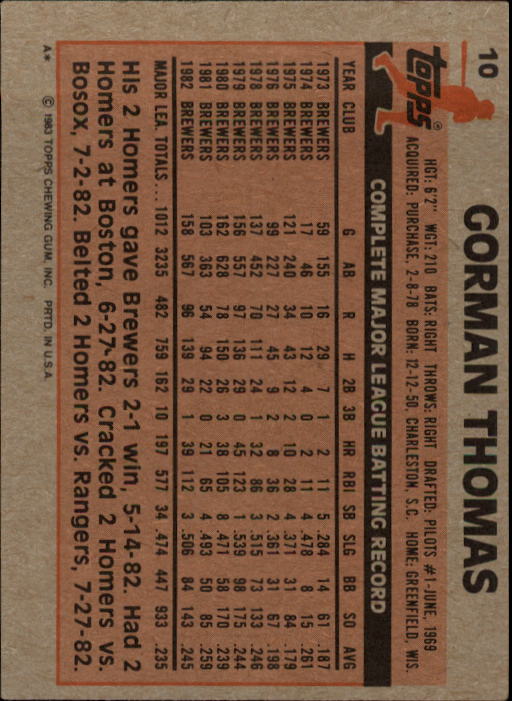 10
GORMAN THOMAS
TOPPS®
HGT: 6'2" WGT: 210 BATS: RIGHT THROWS: RIGHT DRAFTED: PILOTS #1-JUNE, 1969
ACQUIRED: PURCHASE, 2-8-78 BORN: 12-12-50, CHARLESTON, S.C. HOME: GREENFIELD, WIS.
COMPLETE MAJOR LEAGUE BATTING RECORD
YEAR CLUB G AB R H 2B 3B HR RBI SB SLG BB SO AVG
1973 BREWERS 59 155 16 29 7 1 2 11 5 .284 14 61 .187
1974 BREWERS 17 46 10 12 4 0 2 11 4 .478 8 15 .261
1975 BREWERS 121 240 34 43 12 2 10 28 4 .371 31 84 .179
1976 BREWERS 99 227 27 45 9 2 8 36 2 .361 31 67 .198
1978 BREWERS 137 452 70 111 24 1 32 86 3 .515 73 133 .246
1979 BREWERS 156 557 97 136 29 0 45 123 1 .539 98 175 .244
1980 BREWERS 162 628 78 150 26 3 38 105 8 .471 58 170 .239
1981 BREWERS 103 363 54 94 22 0 21 65 4 .493 50 85 .259
1982 BREWERS 158 567 96 139 29 1 39 112 3 .506 84 143 .245
MAJOR LEA. TOTALS... 1012 3235 482 759 162 10 197 577 34 .474 447 933 .235
His 2 Homers gave Brewers 2-1 win, 5-14-82. Had 2
Homers at Boston, 6-27-82. Cracked 2 Homers vs.
Bosox, 7-2-82. Belted 2 Homers vs. Rangers, 7-27-82.
A* © 1983 TOPPS CHEWING GUM, INC. PRTD. IN U.S.A.